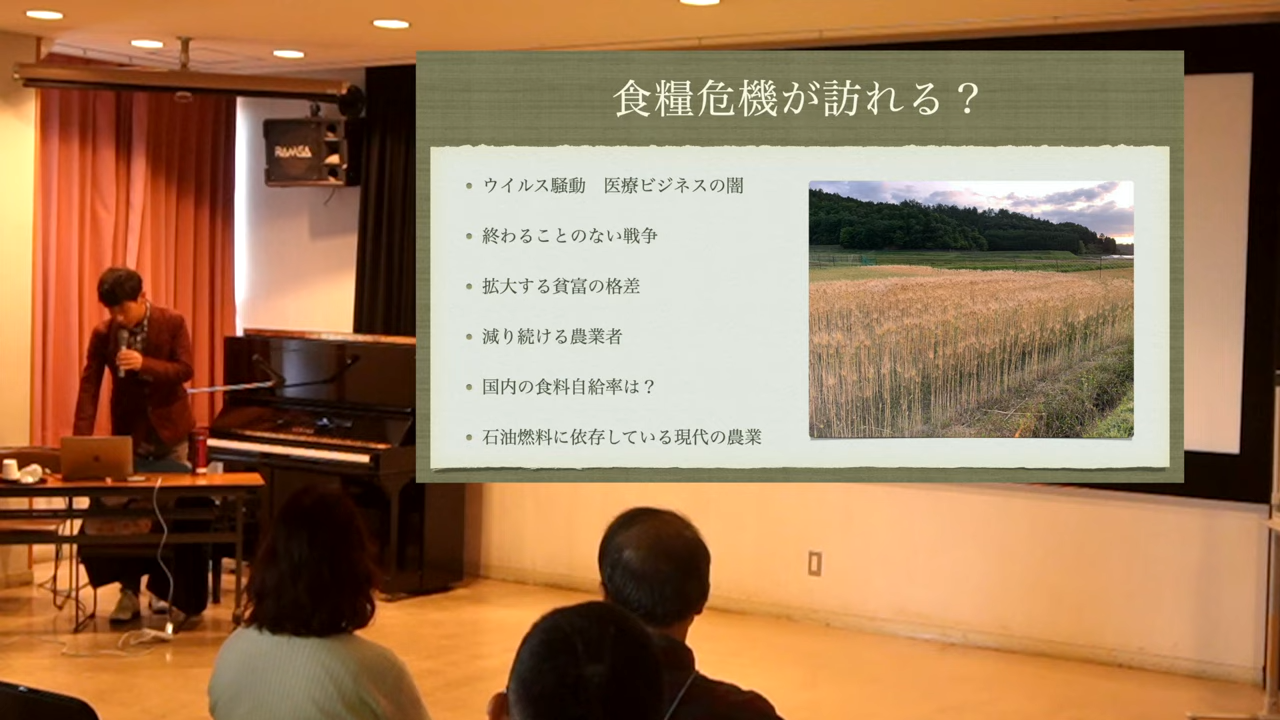 食糧危機が訪れる？
ウイルス騒動　医療ビジネスの闇
終わることのない戦争
拡大する貧富の格差
減り続ける農業者
国内の食料自給率は？
石油燃料に依存している現代の農業
RAMSA